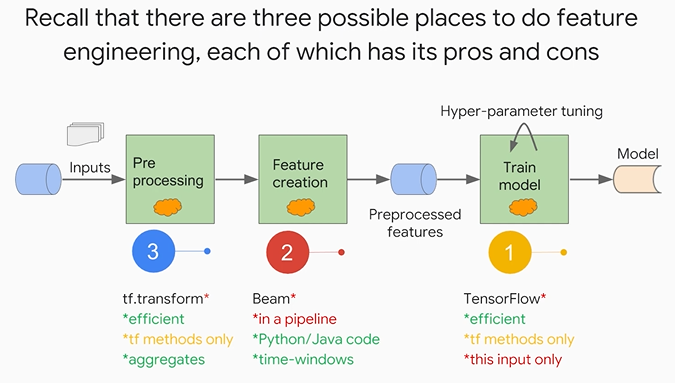 Recall that there are three possible places to do feature
engineering, each of which has its pros and cons
Hyper-parameter tuning
Inputs
Pre
processing
Feature
creation
Preprocessed
features
Train
model
Model
3
2
1
tf.transform*
*efficient
*tf methods only
*aggregates
Beam*
*in a pipeline
*Python/Java code
*time-windows
TensorFlow*
*efficient
*tf methods only
*this input only